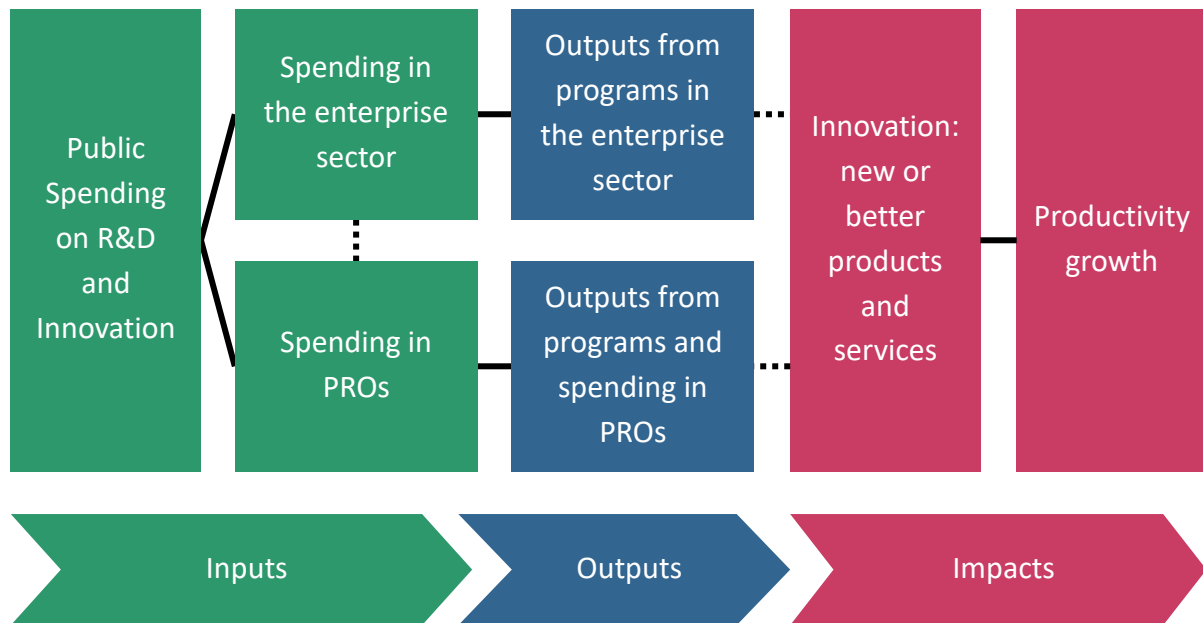 Public
Spending
on R&D
and
Innovation
Spending in
the enterprise
sector
Spending in
PROs
Outputs from
programs in
the enterprise
sector
Outputs from
programs and
spending in
PROs
Innovation:
new or
better
products
and
services
Productivity
growth
Inputs
Outputs
Impacts